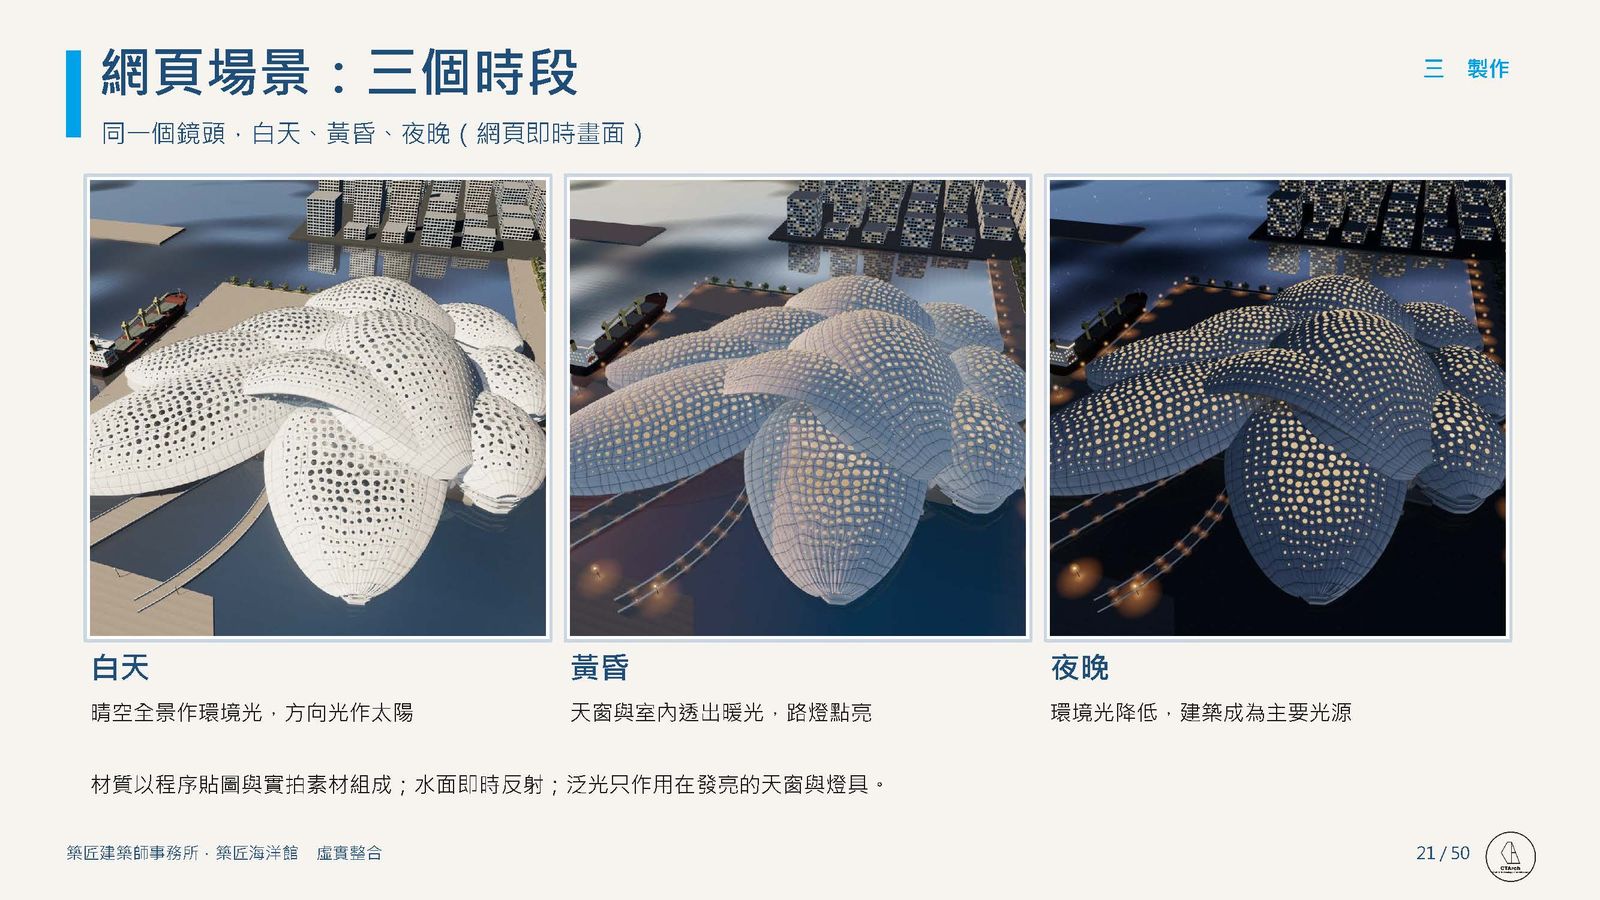 網頁場景：三個時段
三　製作
同一個鏡頭，白天、黃昏、夜晚（網頁即時畫面）
白天
晴空全景作環境光，方向光作太陽
黃昏
天窗與室內透出暖光，路燈點亮
夜晚
環境光降低，建築成為主要光源
材質以程序貼圖與實拍素材組成；水面即時反射；泛光只作用在發亮的天窗與燈具。
築匠建築師事務所．築匠海洋館　虛實整合
21 / 50
CTArch